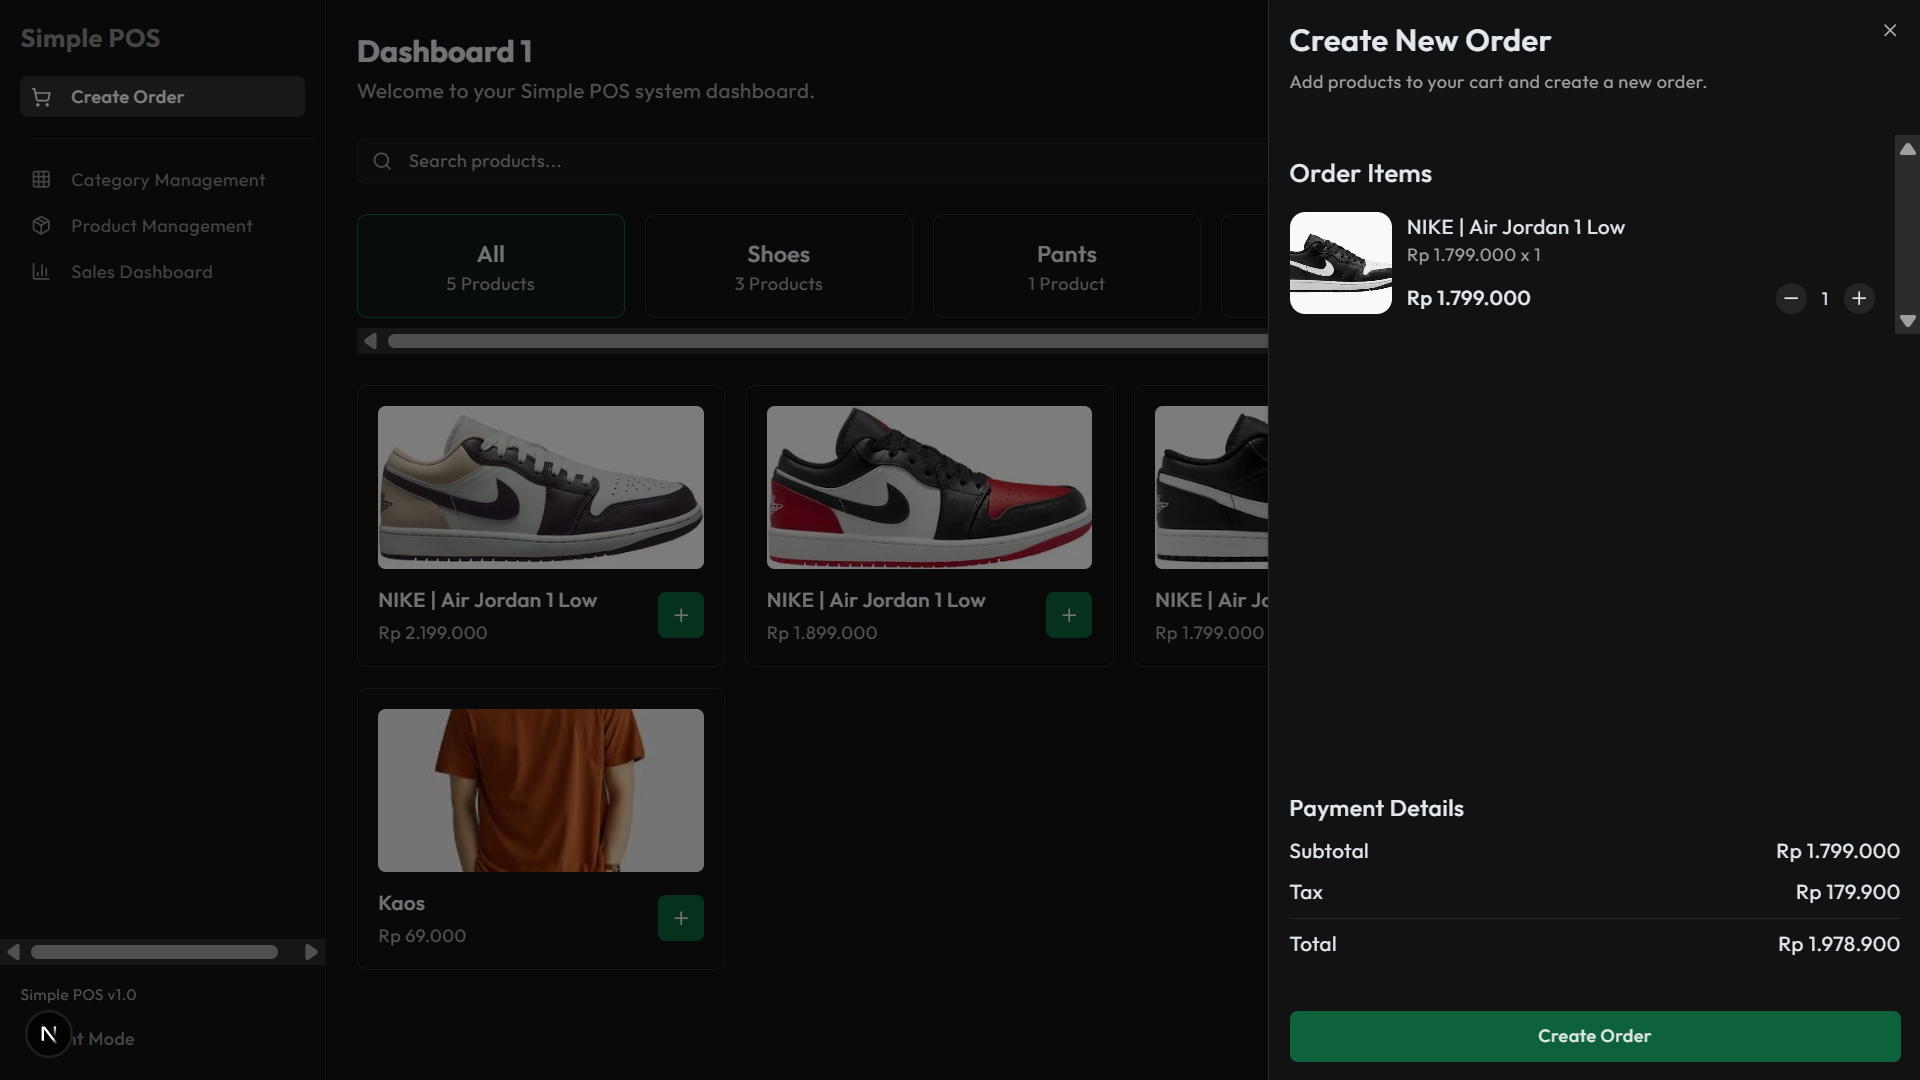 Simple POS
Create Order
Category Management
Product Management
Sales Dashboard
Simple POS v1.0
Mode
Dashboard 1
Welcome to your Simple POS system dashboard.
Search products...
All
5 Products
Shoes
3 Products
Pants
1 Product
NIKE | Air Jordan 1 Low
Rp 2.199.000
NIKE | Air Jordan 1 Low
Rp 1.899.000
NIKE | Air
Rp 1.799.000
Kaos
Rp 69.000
Create New Order
Add products to your cart and create a new order.
Order Items
NIKE | Air Jordan 1 Low
Rp 1.799.000 x 1
Rp 1.799.000
1
Payment Details
Subtotal
Rp 1.799.000
Tax
Rp 179.900
Total
Rp 1.978.900
Create Order